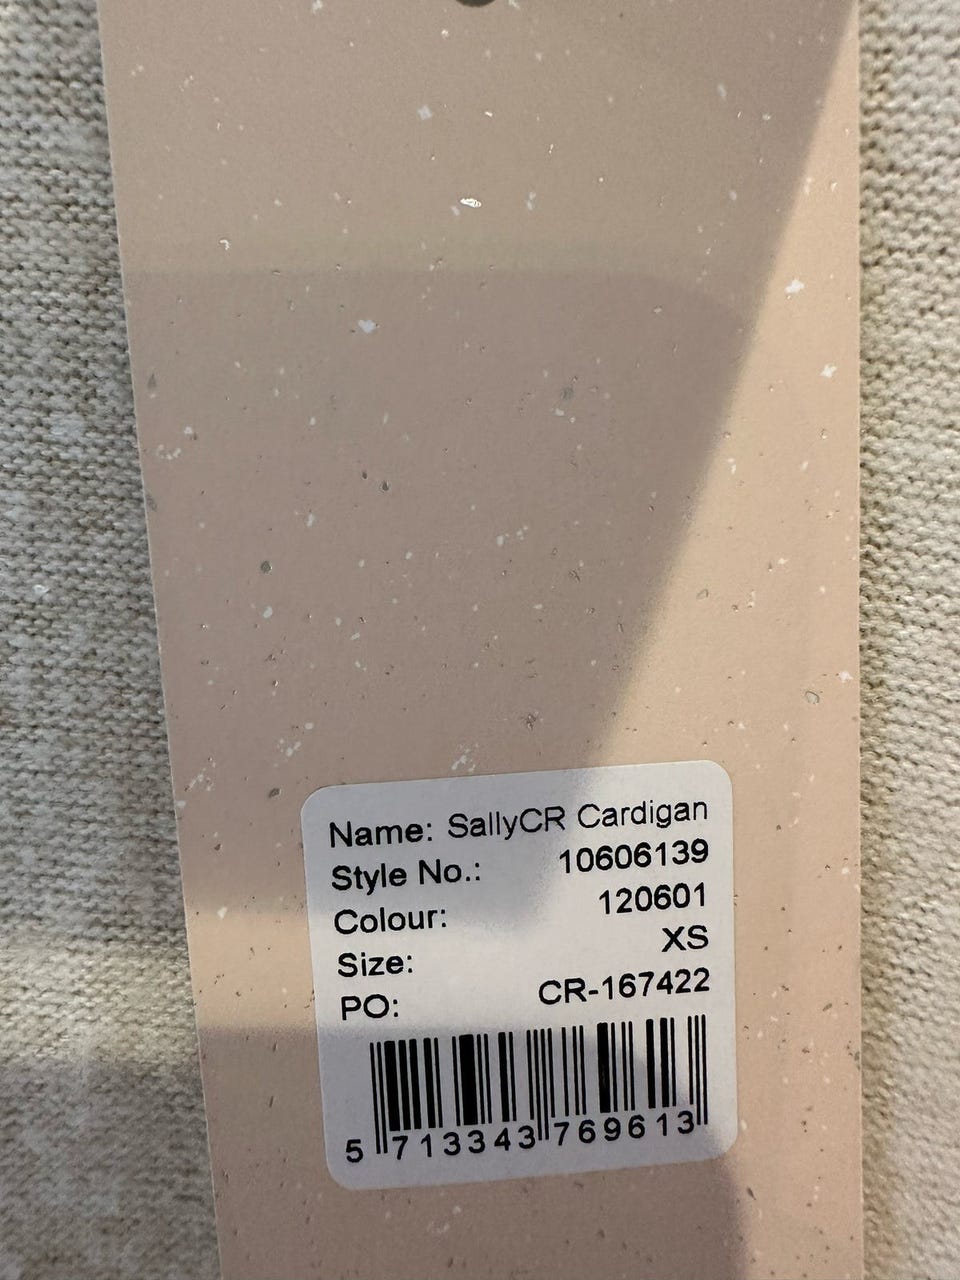 Name: SallyCR Cardigan
Style No.: 10606139
Colour: 120601
Size: XS
PO: CR-167422
5 713343 769613